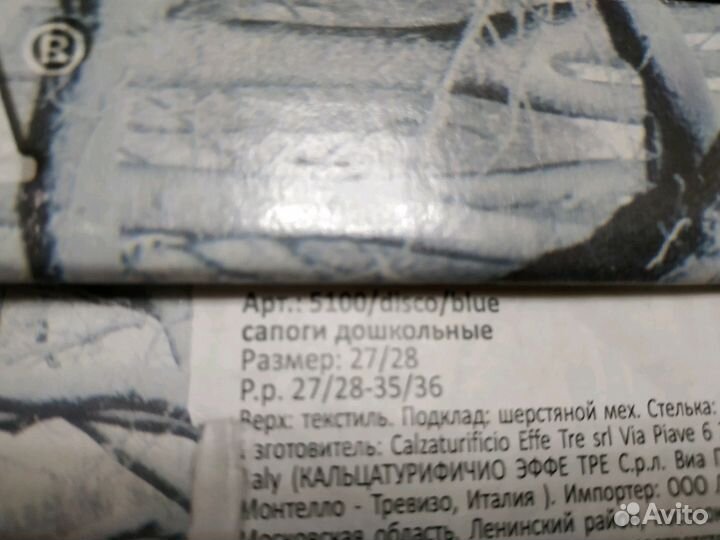 ®
Арт.: 5100/disco/blue
сапоги дошкольные
Размер: 27/28
Р.р. 27/28-35/36
Верх: текстиль. Подклад: шерстяной мех. Стелька:
зготовитель: Calzaturificio Effe Tre srl Via Piave 6
aly (КАЛЬЦАТУРИФИЧИО ЭФФЕ ТРЕ С.р.л. Виа П
Монтелло - Тревизо, Италия ). Импортер: ООО
Московская область, Ленинский район,
Avito